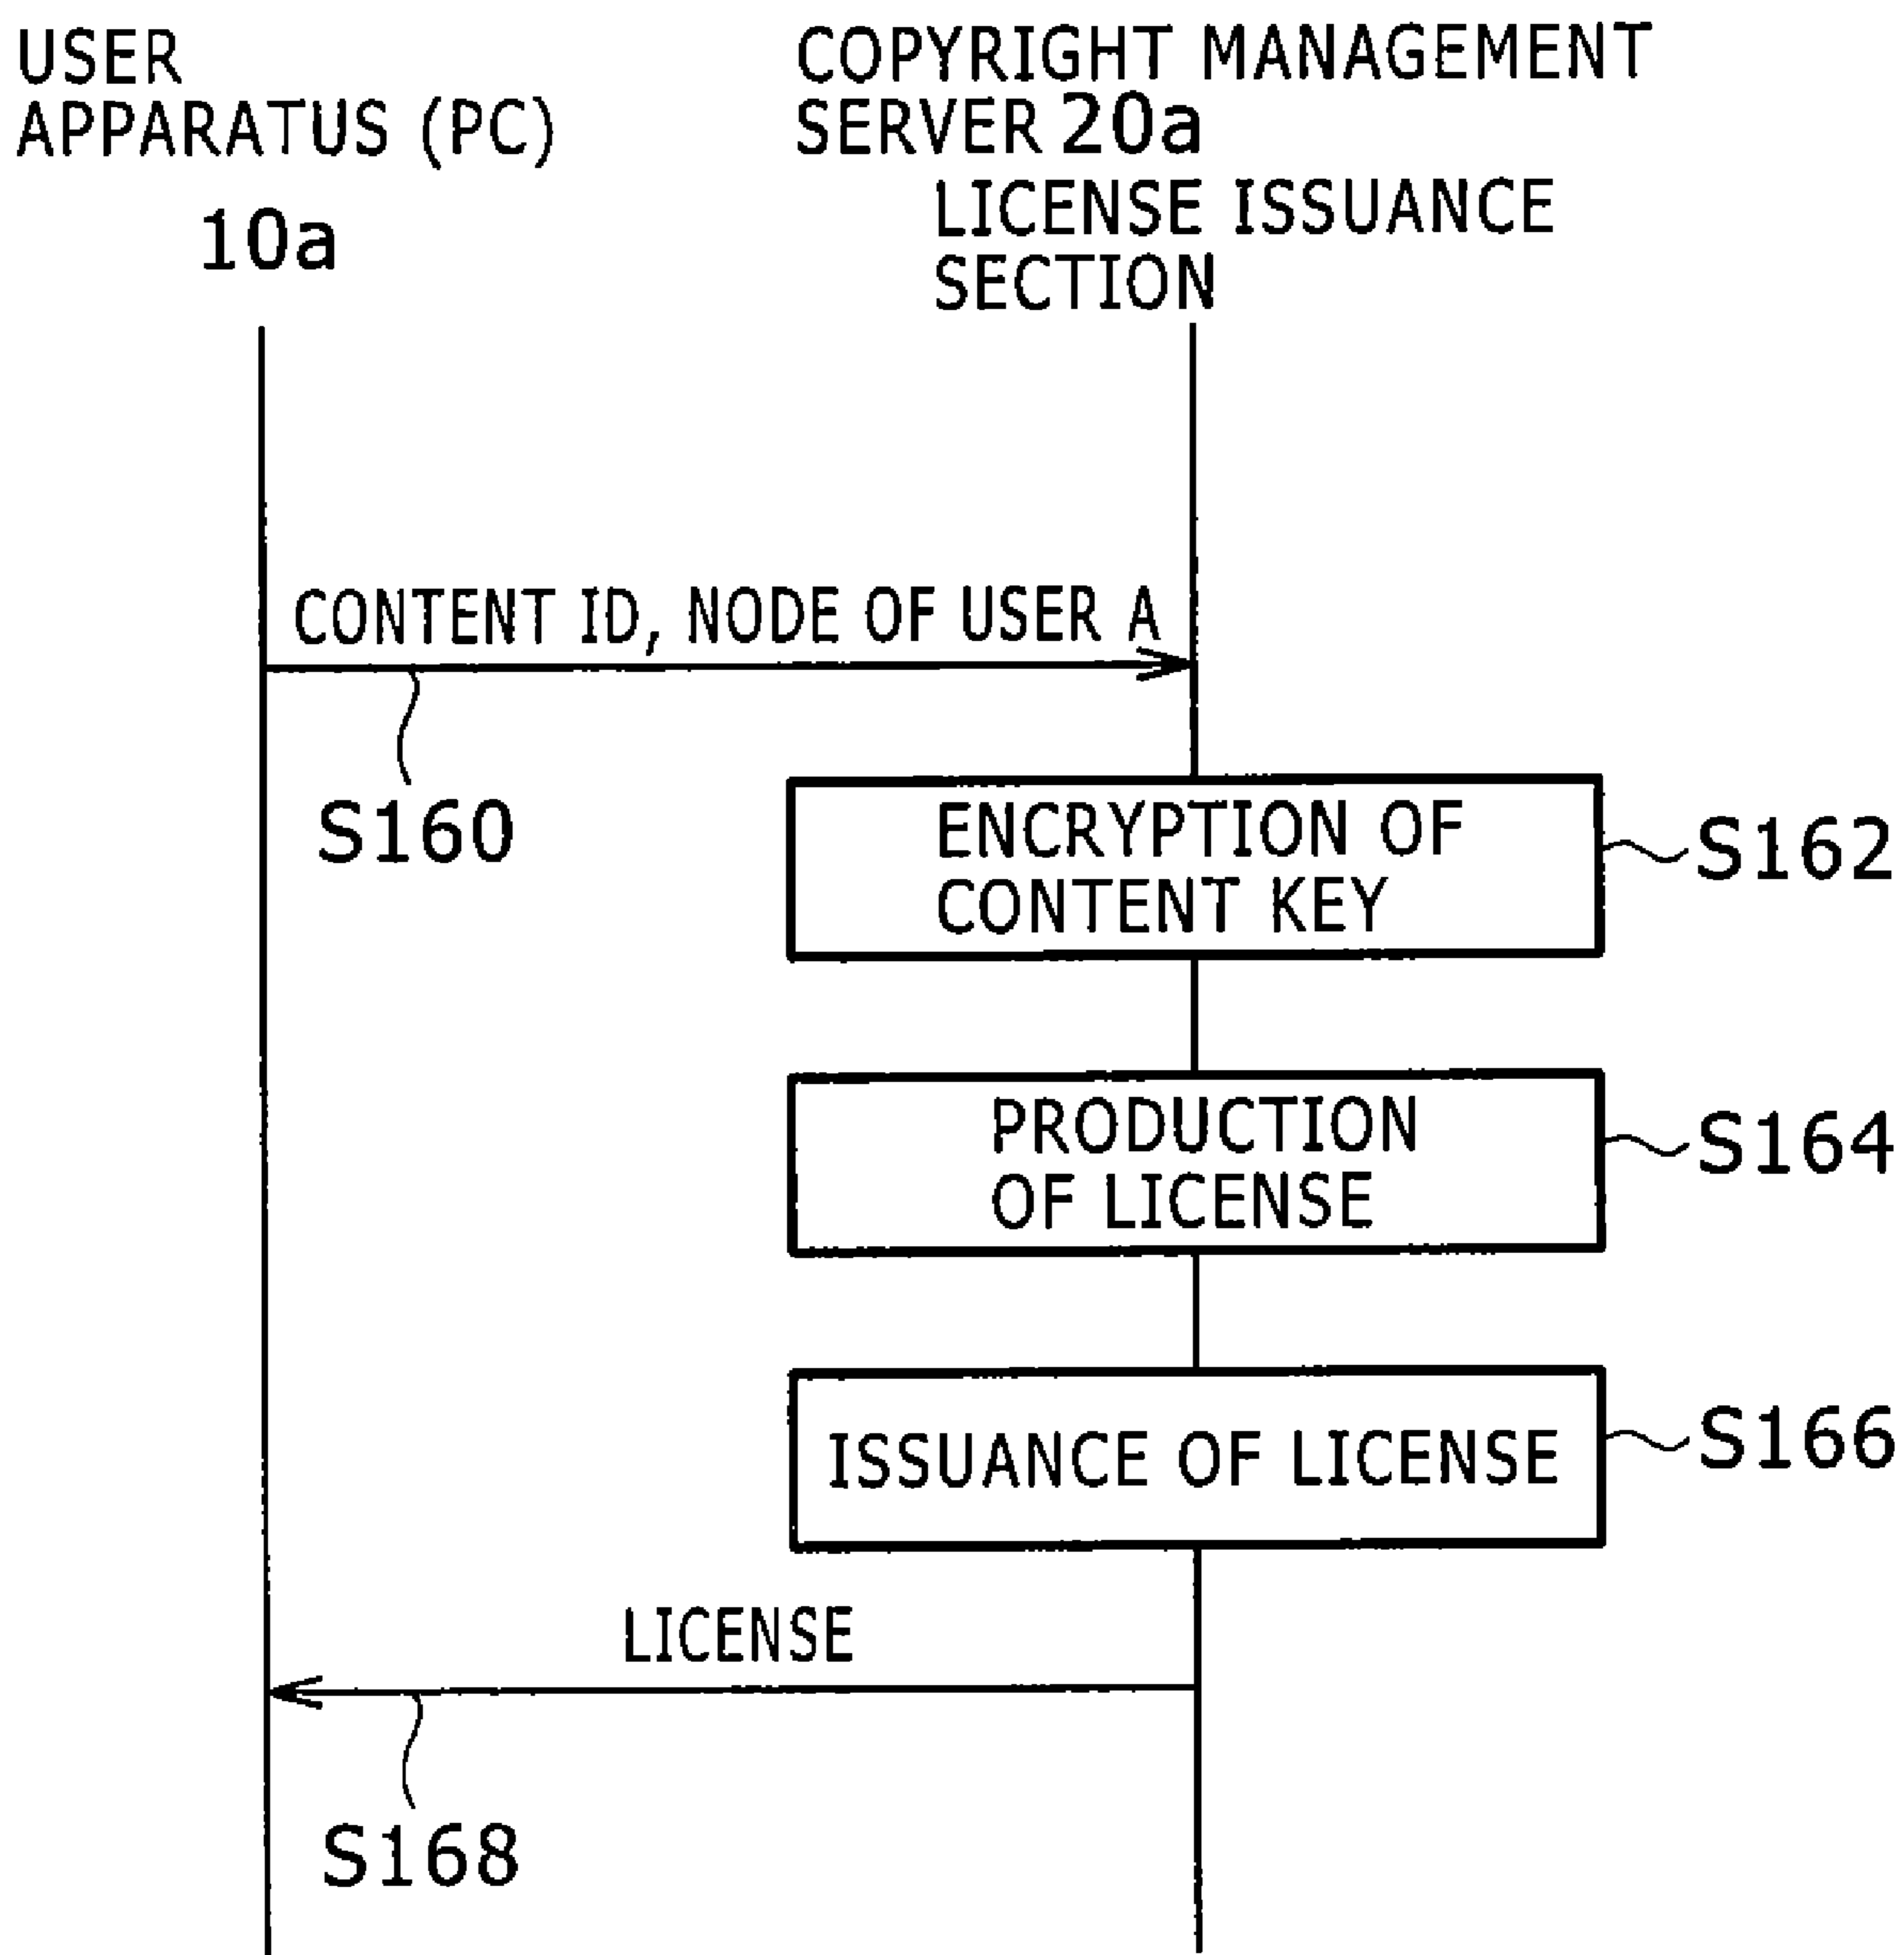 USER
APPARATUS (PC)
10a
COPYRIGHT MANAGEMENT
SERVER 20a
LICENSE ISSUANCE
SECTION
CONTENT ID, NODE OF USER A
S160
ENCRYPTION OF
CONTENT KEY
S162
PRODUCTION
OF LICENSE
S164
ISSUANCE OF LICENSE
S166
LICENSE
S168